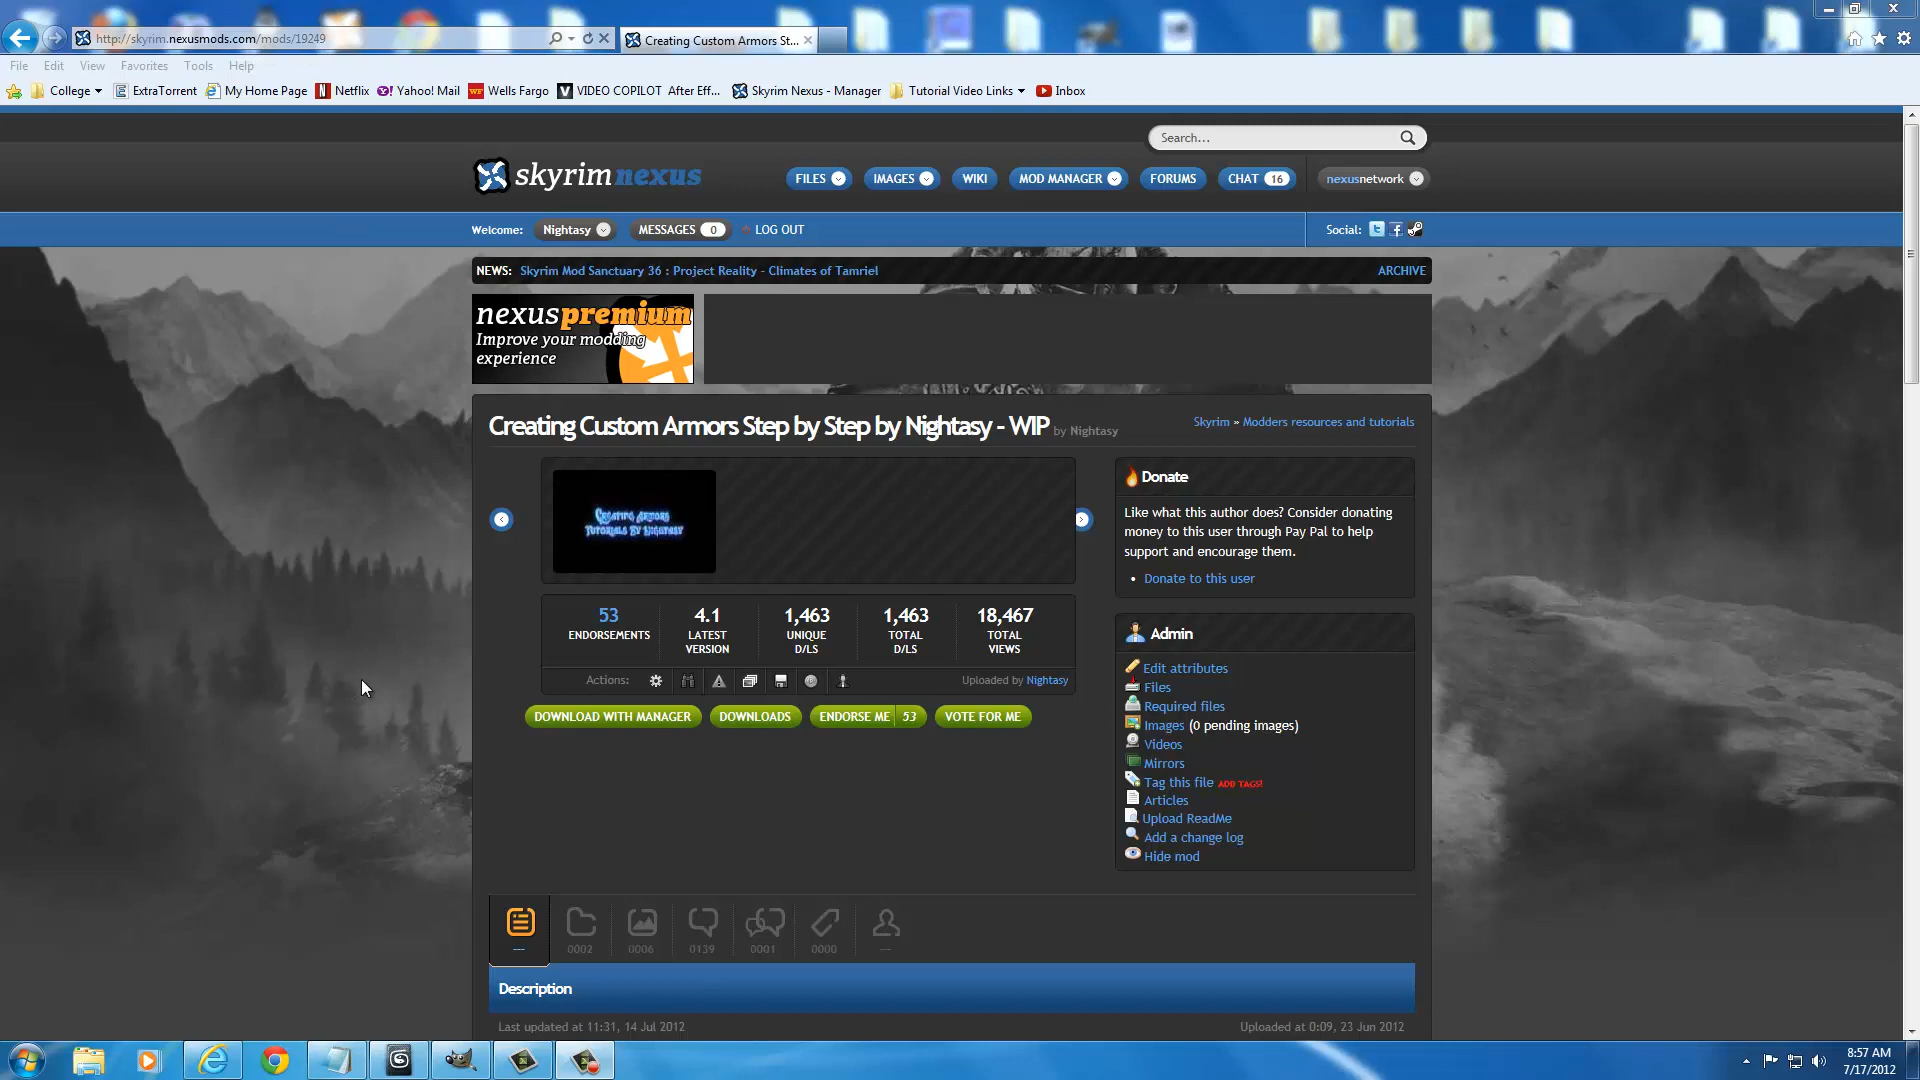 http://skyrim.nexusmods.com/mods/19249
Creating Custom Armors St...
File Edit View Favorites Tools Help
College ExtraTorrent My Home Page Netflix Yahoo! Mail Wells Fargo VIDEO COPILOT After Eff... Skyrim Nexus - Manager Tutorial Video Links Inbox
Search...
skyrim nexus
FILES IMAGES WIKI MOD MANAGER FORUMS CHAT 16 nexusnetwork
Welcome: Nightasy MESSAGES 0 LOG OUT Social:
NEWS: Skyrim Mod Sanctuary 36 : Project Reality - Climates of Tamriel ARCHIVE
nexuspremium
Improve your modding
experience
Creating Custom Armors Step by Step by Nightasy - WIP by Nightasy
Skyrim » Modders resources and tutorials
Creating Armors
Tutorials By Nightasy
53 4.1 1,463 1,463 18,467
ENDORSEMENTS LATEST UNIQUE TOTAL TOTAL
VERSION D/LS D/LS VIEWS
Actions: Uploaded by Nightasy
DOWNLOAD WITH MANAGER DOWNLOADS ENDORSE ME 53 VOTE FOR ME
Donate
Like what this author does? Consider donating
money to this user through Pay Pal to help
support and encourage them.
• Donate to this user
Admin
Edit attributes
Files
Required files
Images (0 pending images)
Videos
Mirrors
Tag this file ADD TAGS!
Articles
Upload ReadMe
Add a change log
Hide mod
--- 0002 0006 0139 0001 0000 ---
Description
Last updated at 11:31, 14 Jul 2012 Uploaded at 0:09, 23 Jun 2012
8:57 AM
7/17/2012